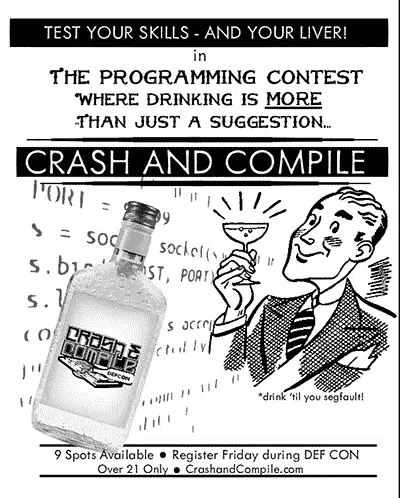 TEST YOUR SKILLS - AND YOUR LIVER!
in
THE PROGRAMMING CONTEST
WHERE DRINKING IS MORE
THAN JUST A SUGGESTION...
CRASH AND COMPILE
PORT =
s = soc socket(
s.bi ST, PORT
s.l
s acce
CRASH &
COMPILE
DEFCON
*drink 'til you segfault!
9 Spots Available ● Register Friday during DEF CON
Over 21 Only ● CrashandCompile.com